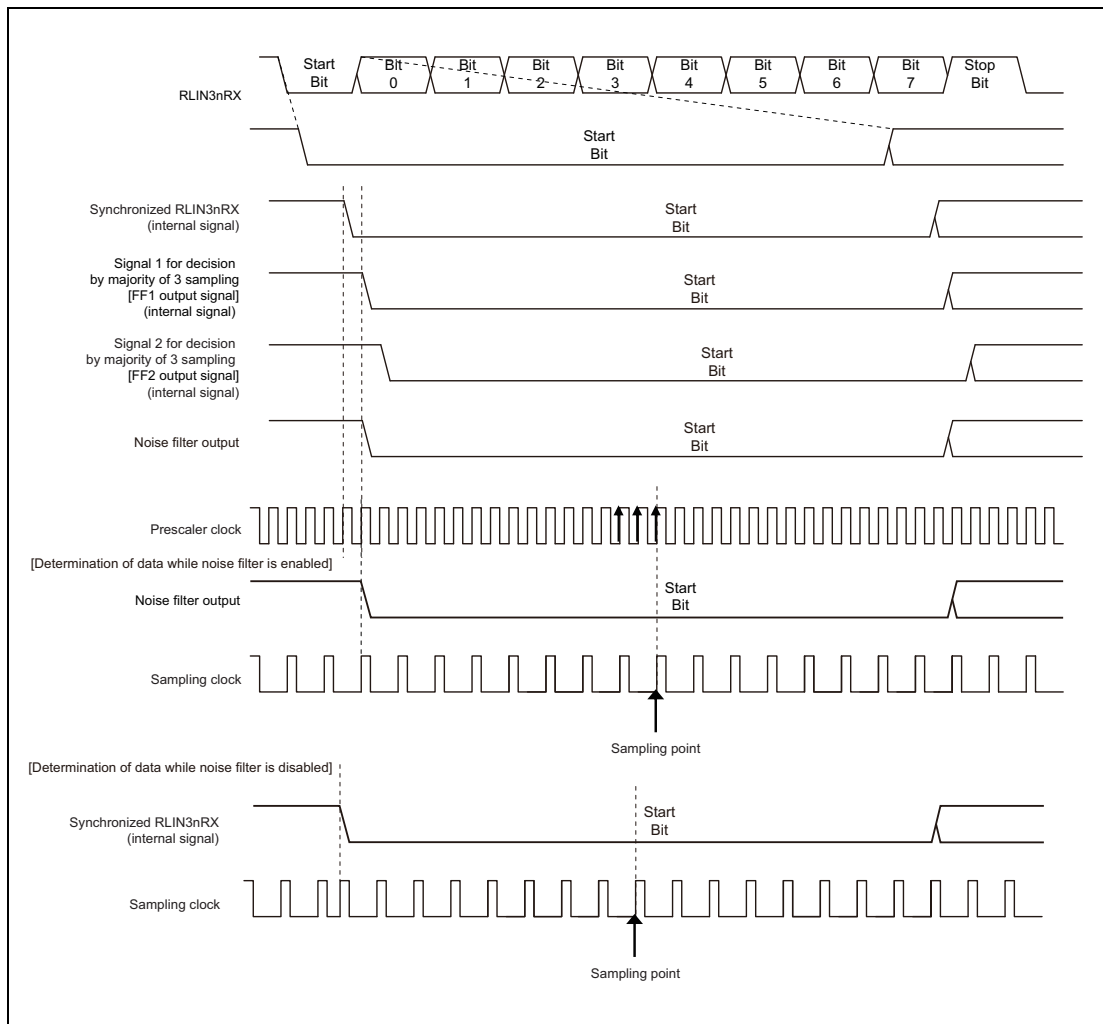 Start
Bit
Bit
0
Bit
1
Bit
2
Bit
3
Bit
4
Bit
5
Bit
6
Bit
7
Stop
Bit
RLIN3nRX
Start
Bit
Synchronized RLIN3nRX
(internal signal)
Start
Bit
Signal 1 for decision
by majority of 3 sampling
[FF1 output signal]
(internal signal)
Start
Bit
Signal 2 for decision
by majority of 3 sampling
[FF2 output signal]
(internal signal)
Start
Bit
Noise filter output
Start
Bit
Prescaler clock
[Determination of data while noise filter is enabled]
Noise filter output
Start
Bit
Sampling clock
Sampling point
[Determination of data while noise filter is disabled]
Synchronized RLIN3nRX
(internal signal)
Start
Bit
Sampling clock
Sampling point